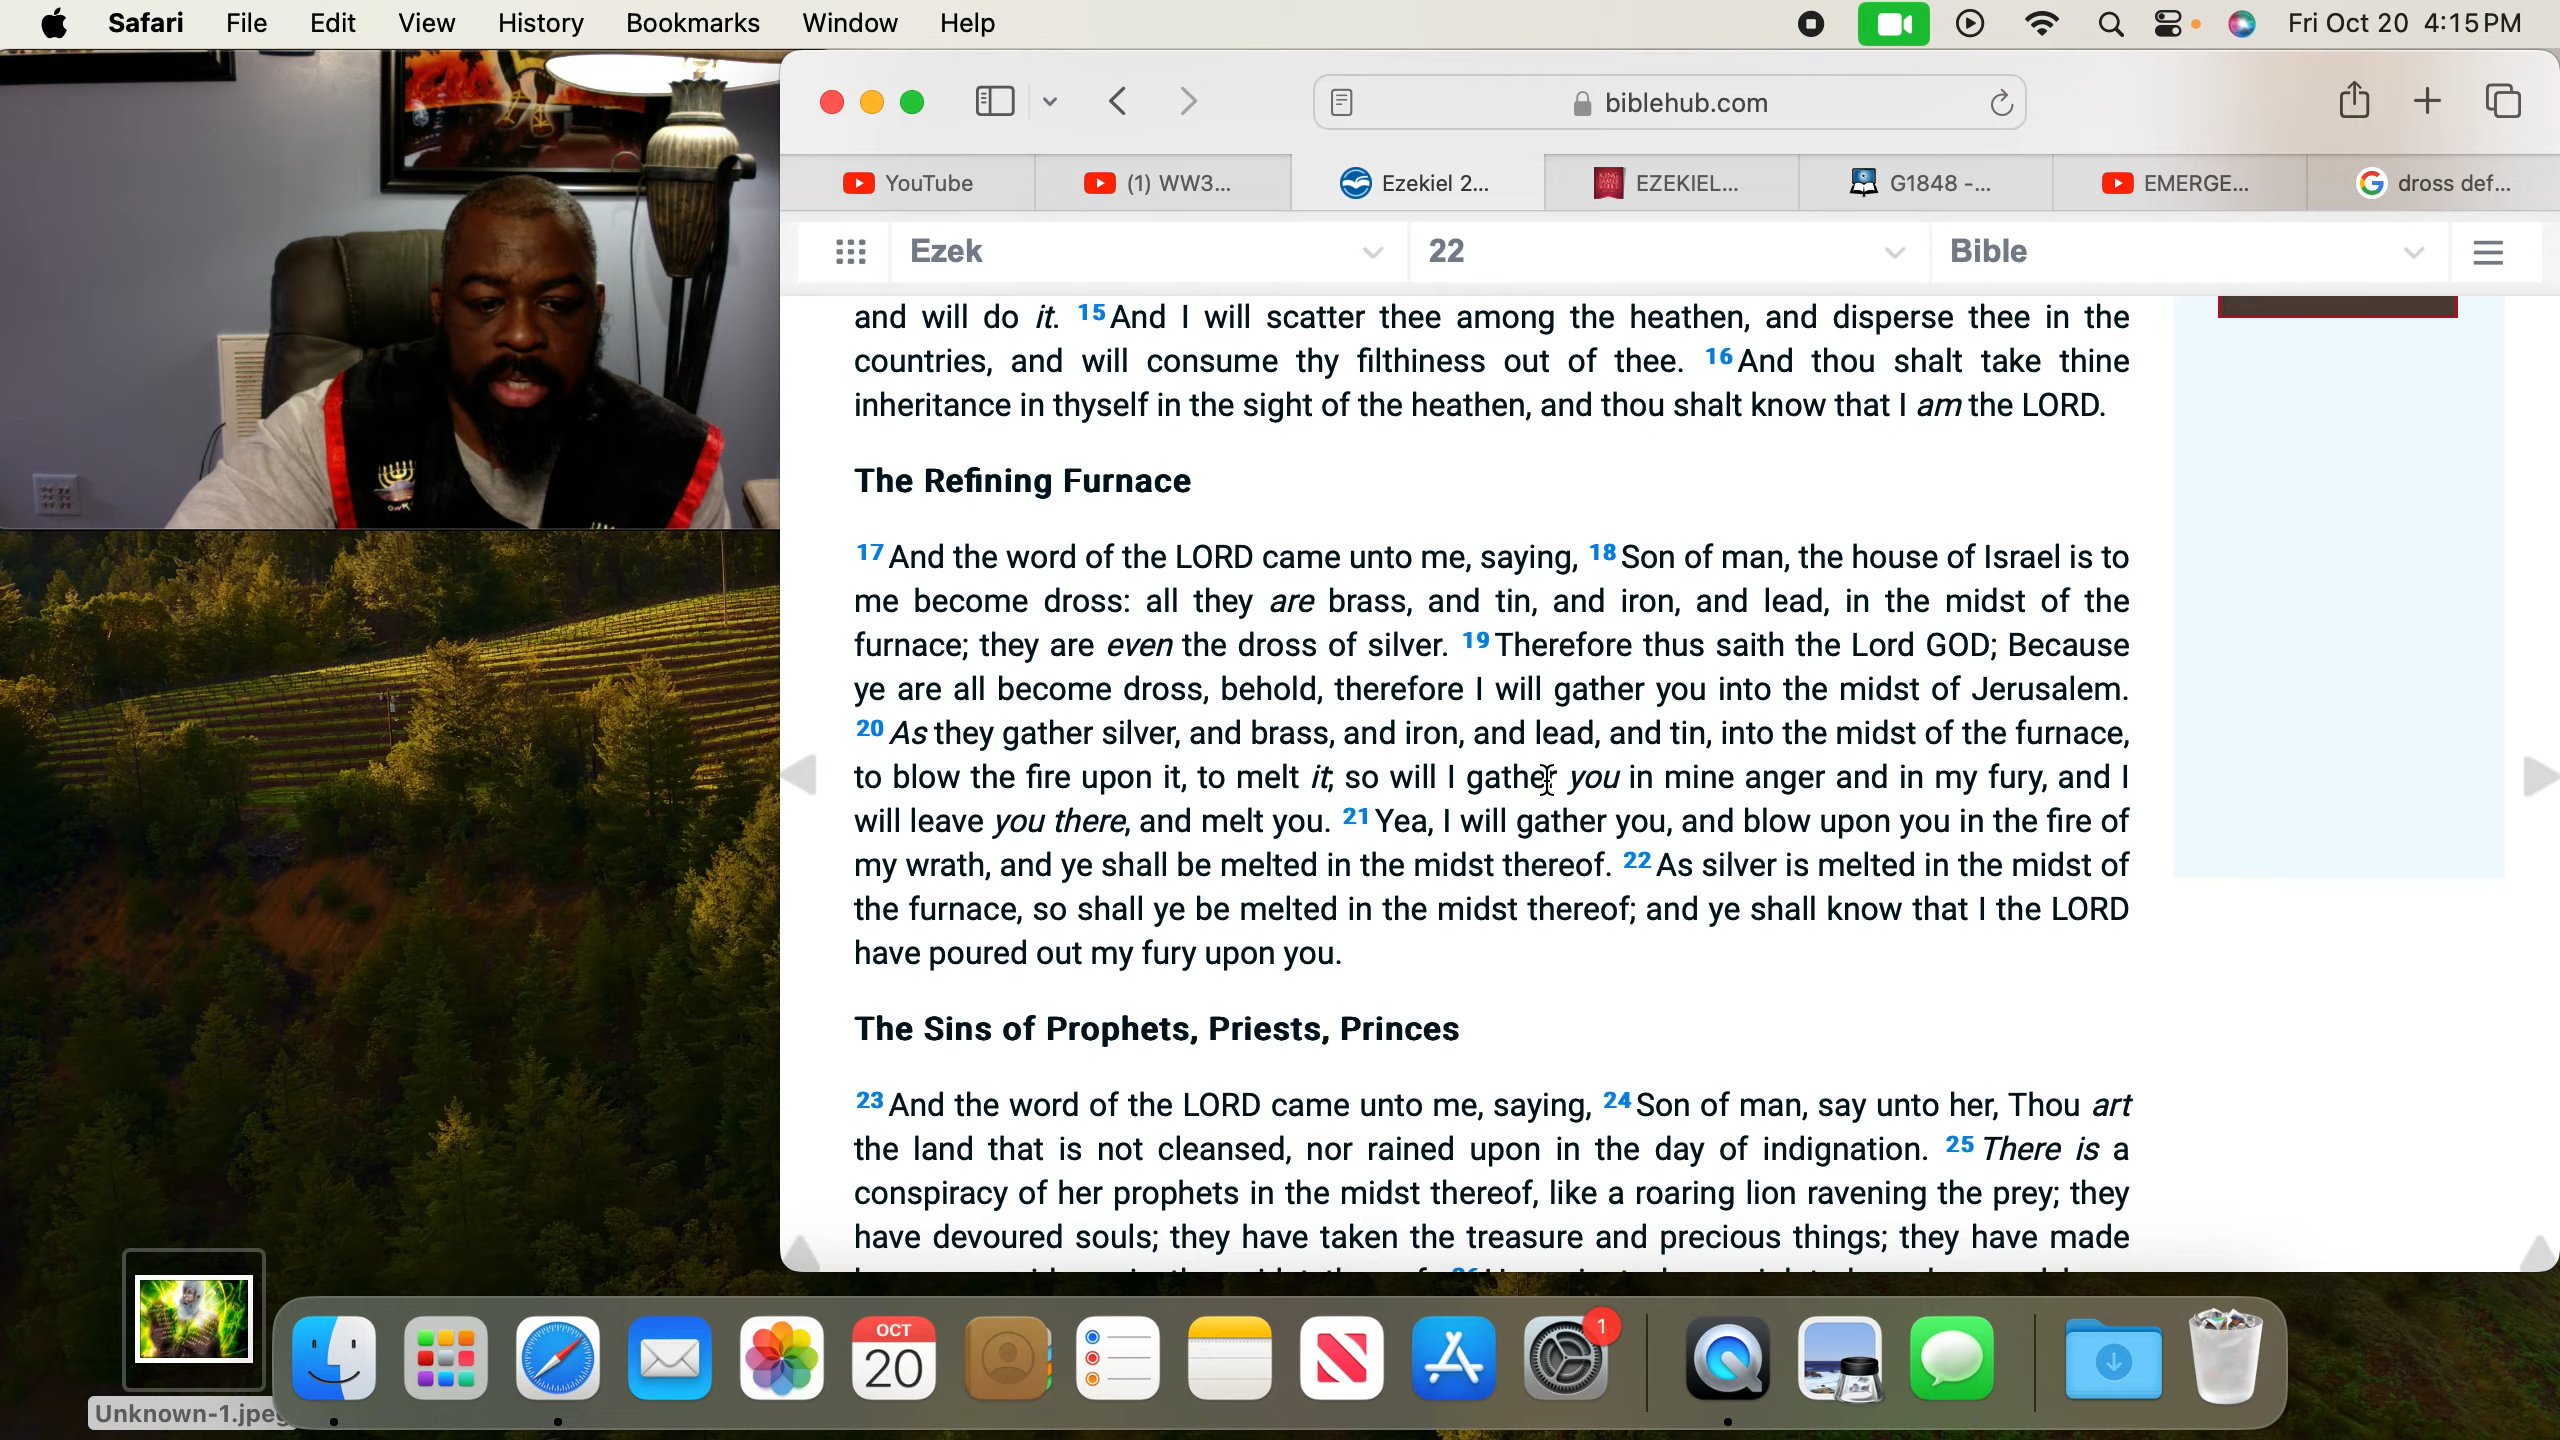 Safari File Edit View History Bookmarks Window Help Fri Oct 20 4:15 PM
biblehub.com
YouTube (1) WW3... Ezekiel 2... EZEKIEL... G1848 -... EMERGE... dross def...
Ezek 22 Bible
and will do it. 15 And I will scatter thee among the heathen, and disperse thee in the
countries, and will consume thy filthiness out of thee. 16 And thou shalt take thine
inheritance in thyself in the sight of the heathen, and thou shalt know that I am the LORD.
The Refining Furnace
17 And the word of the LORD came unto me, saying, 18 Son of man, the house of Israel is to
me become dross: all they are brass, and tin, and iron, and lead, in the midst of the
furnace; they are even the dross of silver. 19 Therefore thus saith the Lord GOD; Because
ye are all become dross, behold, therefore I will gather you into the midst of Jerusalem.
20 As they gather silver, and brass, and iron, and lead, and tin, into the midst of the furnace,
to blow the fire upon it, to melt it; so will I gather you in mine anger and in my fury, and I
will leave you there, and melt you. 21 Yea, I will gather you, and blow upon you in the fire of
my wrath, and ye shall be melted in the midst thereof. 22 As silver is melted in the midst of
the furnace, so shall ye be melted in the midst thereof; and ye shall know that I the LORD
have poured out my fury upon you.
The Sins of Prophets, Priests, Princes
23 And the word of the LORD came unto me, saying, 24 Son of man, say unto her, Thou art
the land that is not cleansed, nor rained upon in the day of indignation. 25 There is a
conspiracy of her prophets in the midst thereof, like a roaring lion ravening the prey; they
have devoured souls; they have taken the treasure and precious things; they have made
OCT
20
1
Unknown-1.jpeg